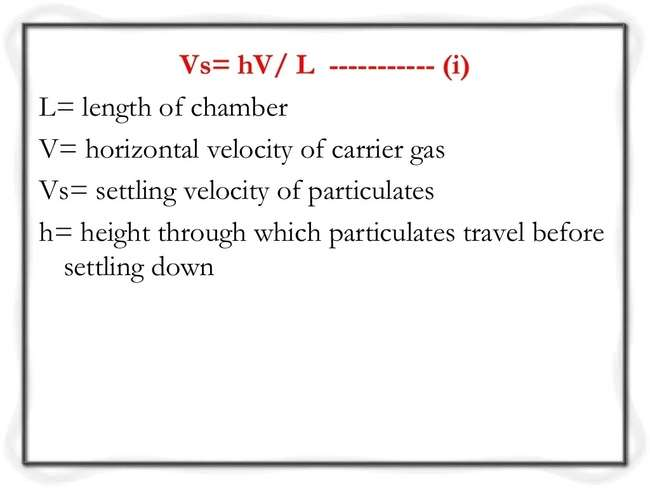 Vs= hV/ L ----------- (i)
L= length of chamber
V= horizontal velocity of carrier gas
Vs= settling velocity of particulates
h= height through which particulates travel before
settling down